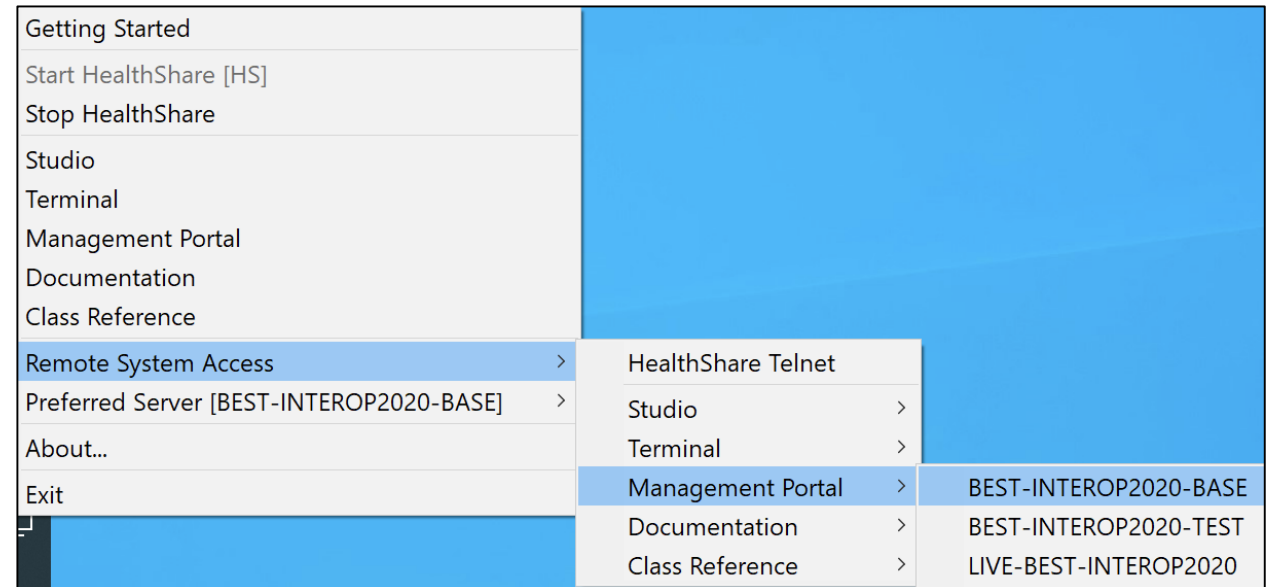 Getting Started
Start HealthShare [HS]
Stop HealthShare
Studio
Terminal
Management Portal
Documentation
Class Reference
Remote System Access
Preferred Server [BEST-INTEROP2020-BASE]
About...
Exit
HealthShare Telnet
Studio
Terminal
Management Portal
Documentation
Class Reference
BEST-INTEROP2020-BASE
BEST-INTEROP2020-TEST
LIVE-BEST-INTEROP2020